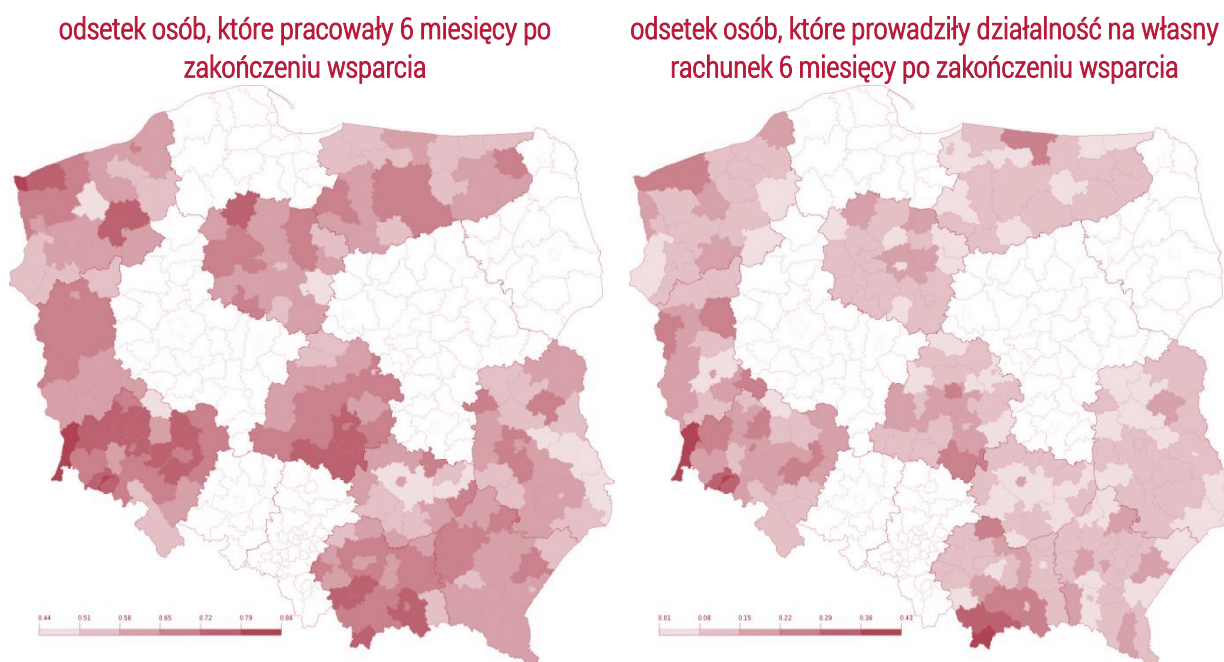 odsetek osób, które pracowały 6 miesięcy po
zakończeniu wsparcia
odsetek osób, które prowadziły działalność na własny
rachunek 6 miesięcy po zakończeniu wsparcia
0.44 0.51 0.58 0.65 0.72 0.79 0.86
0.01 0.08 0.15 0.22 0.29 0.36 0.43